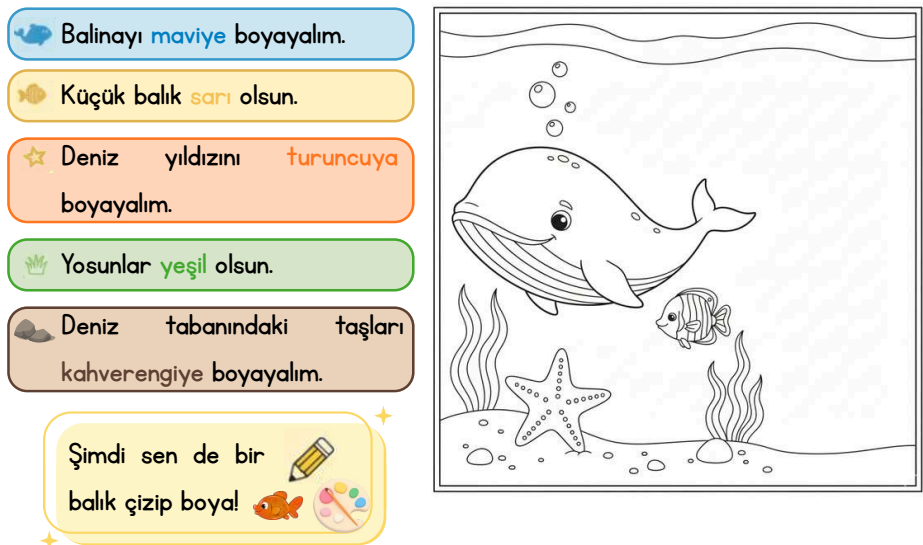 Balinayı maviye boyayalım.
Küçük balık sarı olsun.
Deniz yıldızını turuncuya
boyayalım.
Yosunlar yeşil olsun.
Deniz tabanındaki taşları
kahverengiye boyayalım.
Şimdi sen de bir
balık çizip boya!